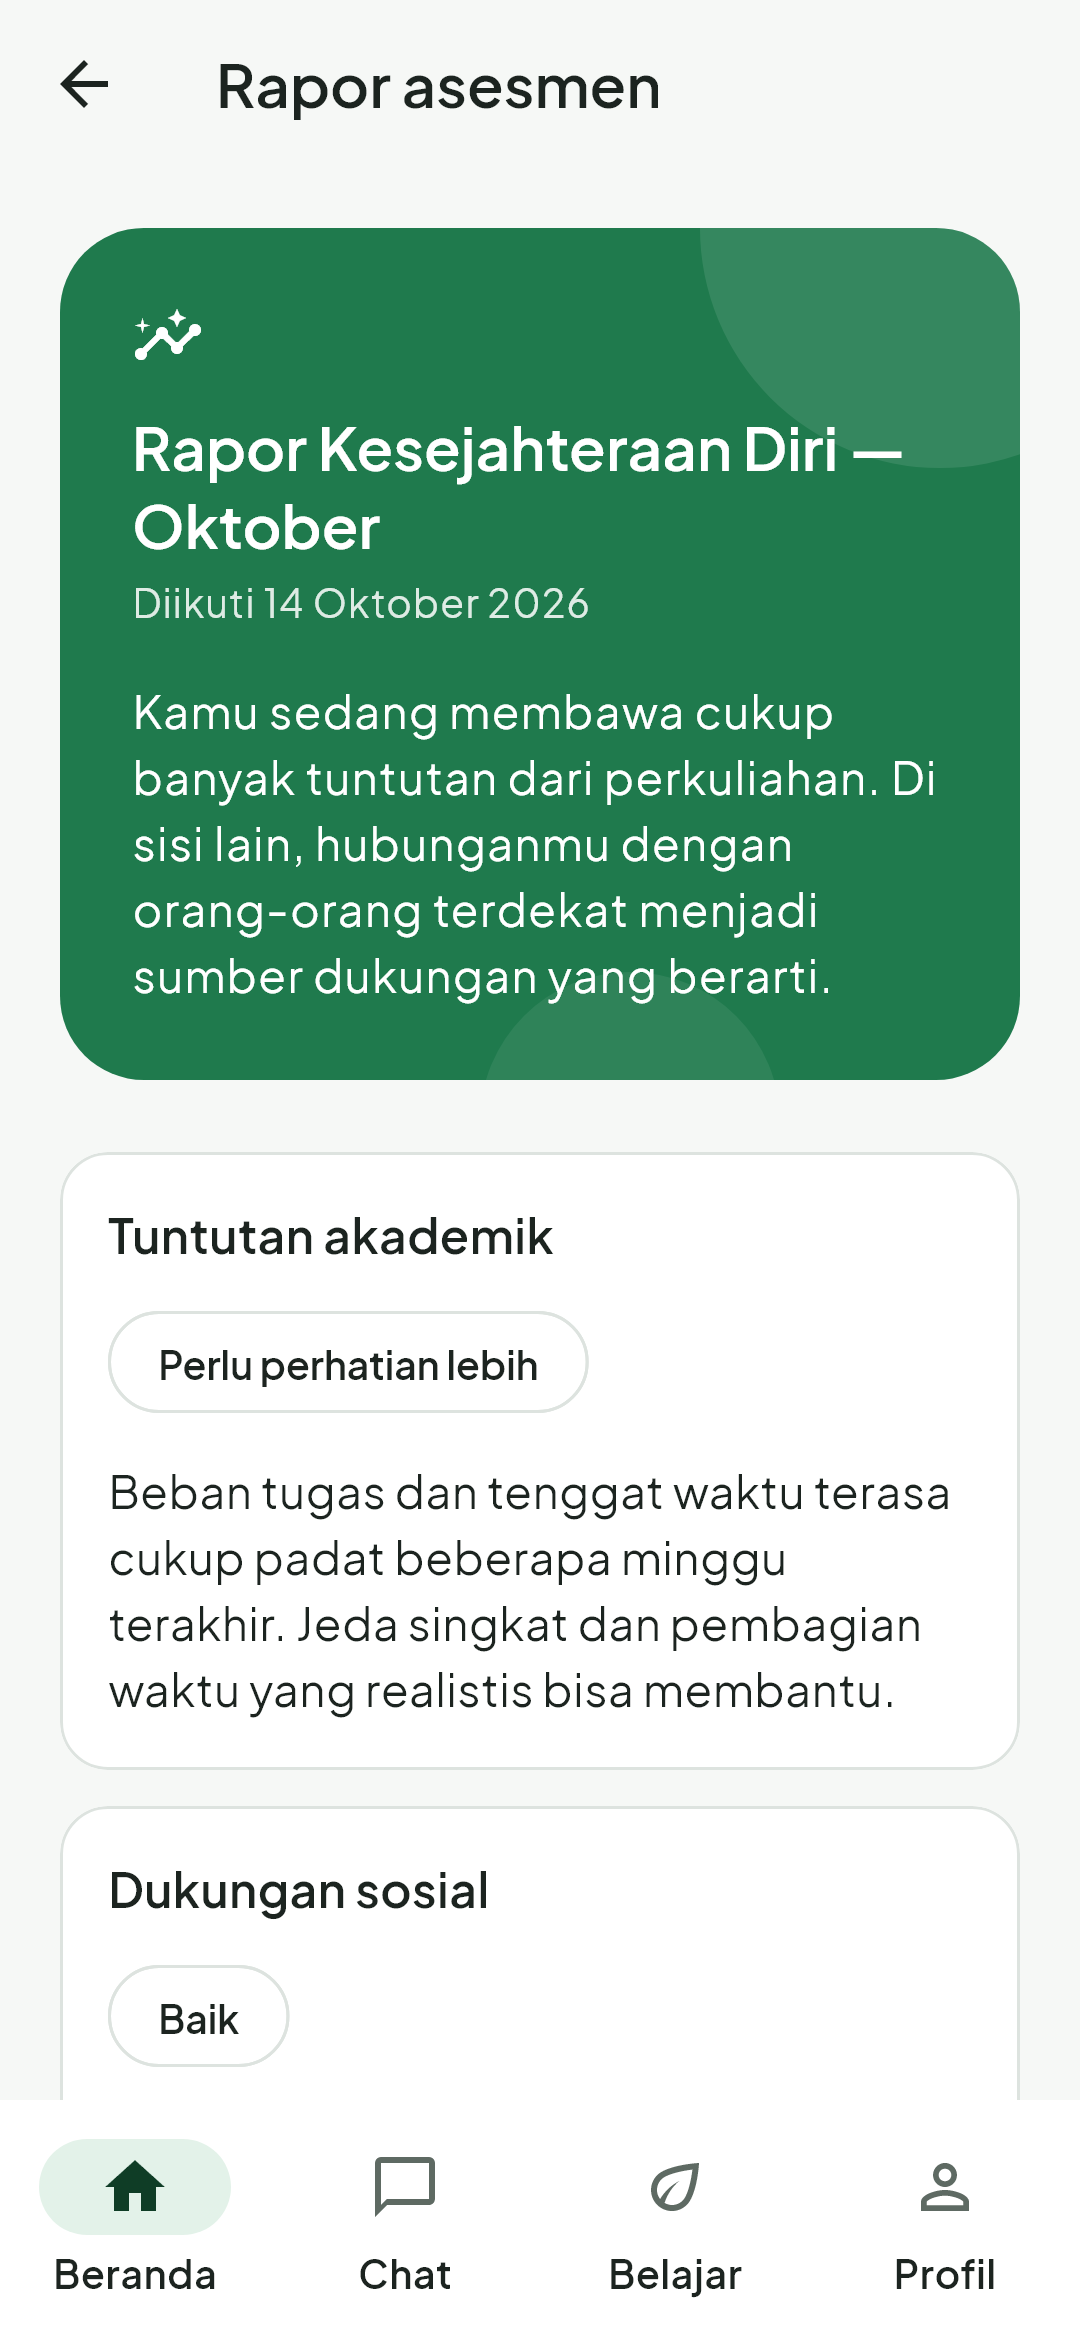 Rapor asesmen
Rapor Kesejahteraan Diri —
Oktober
Diikuti 14 Oktober 2026
Kamu sedang membawa cukup
banyak tuntutan dari perkuliahan. Di
sisi lain, hubunganmu dengan
orang-orang terdekat menjadi
sumber dukungan yang berarti.
Tuntutan akademik
Perlu perhatian lebih
Beban tugas dan tenggat waktu terasa
cukup padat beberapa minggu
terakhir. Jeda singkat dan pembagian
waktu yang realistis bisa membantu.
Dukungan sosial
Baik
Beranda
Chat
Belajar
Profil